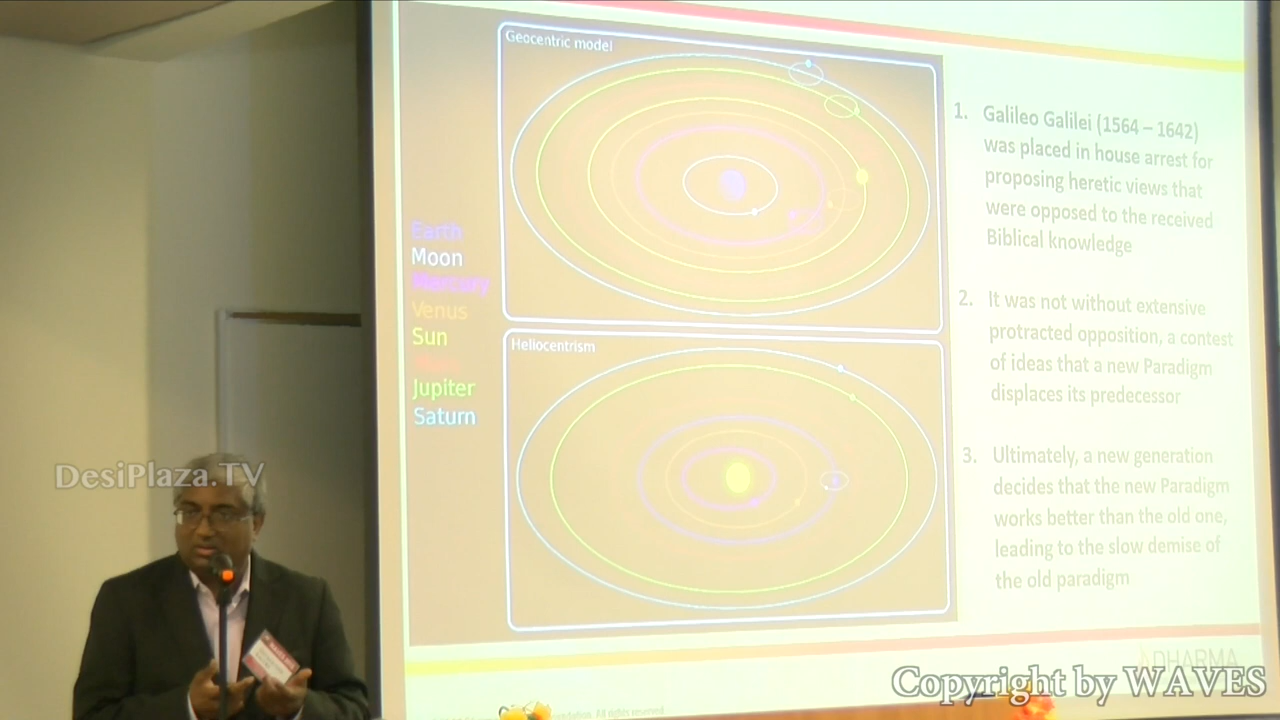 Geocentric model
Earth
Moon
Mercury
Venus
Sun
Jupiter
Saturn
Heliocentrism
1. Galileo Galilei (1564 – 1642)
was placed in house arrest for
proposing heretic views that
were opposed to the received
Biblical knowledge
2. It was not without extensive
protracted opposition, a contest
of ideas that a new Paradigm
displaces its predecessor
3. Ultimately, a new generation
decides that the new Paradigm
works better than the old one,
leading to the slow demise of
the old paradigm
DesiPlaza.TV
DHARMA
Copyright by WAVES
All rights reserved